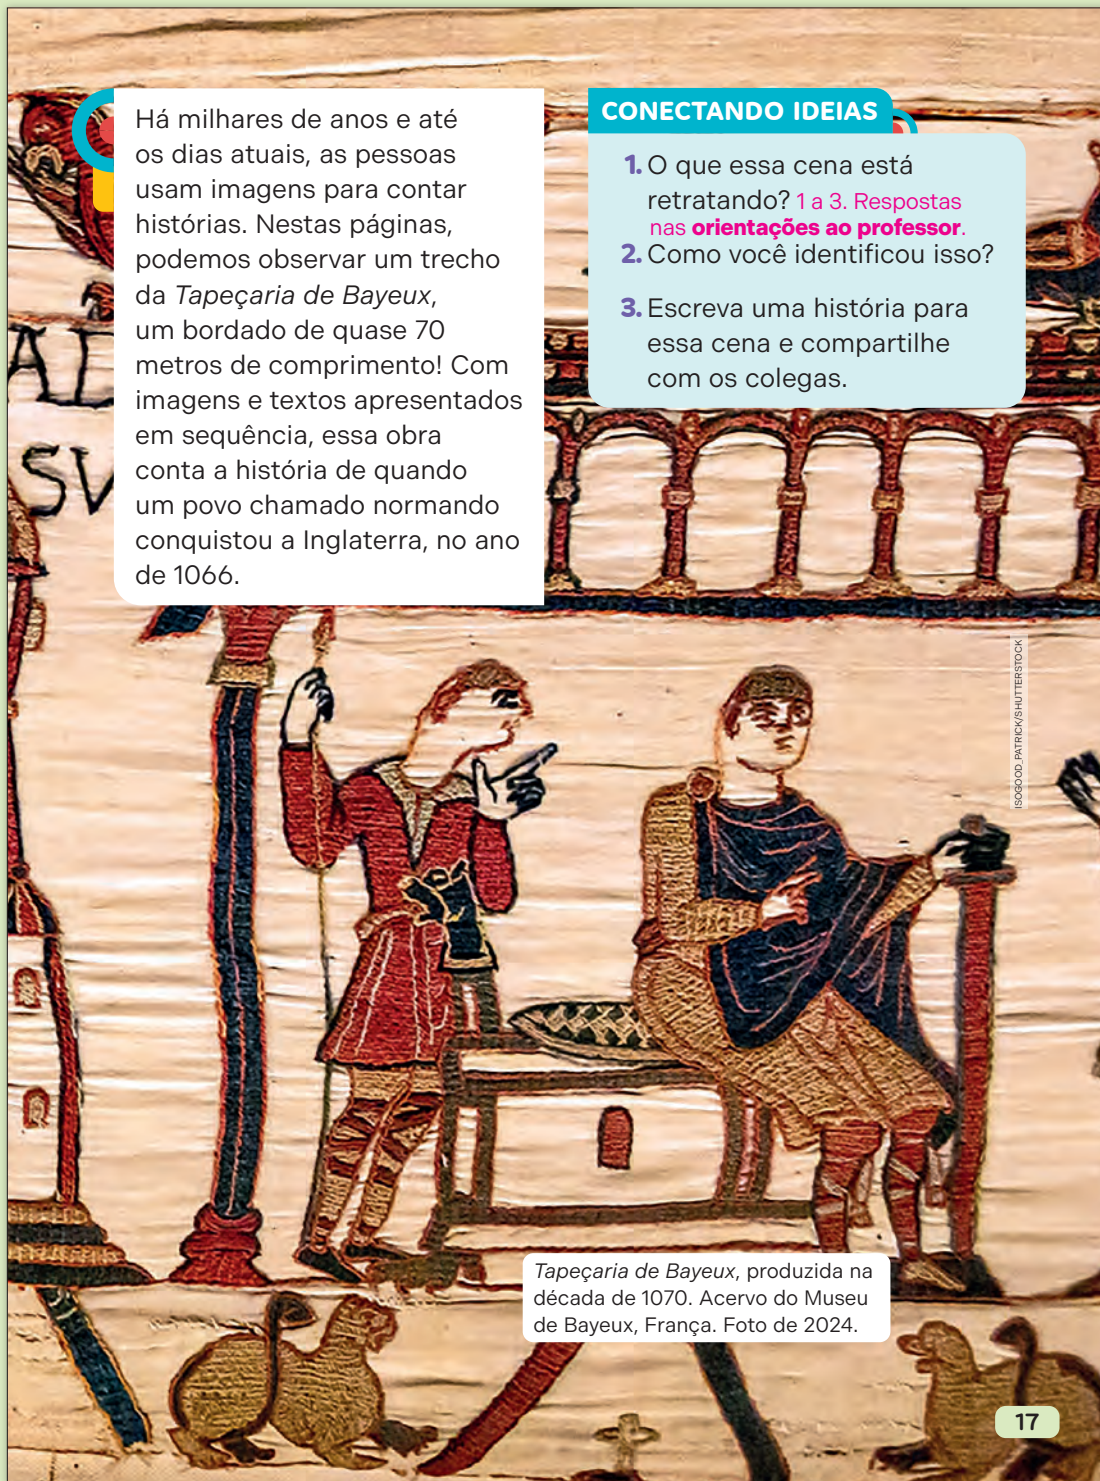 Há milhares de anos e até
os dias atuais, as pessoas
usam imagens para contar
histórias. Nestas páginas,
podemos observar um trecho
da Tapeçaria de Bayeux,
um bordado de quase 70
metros de comprimento! Com
imagens e textos apresentados
em sequência, essa obra
conta a história de quando
um povo chamado normando
conquistou a Inglaterra, no ano
de 1066.
CONECTANDO IDEIAS
1. O que essa cena está
retratando? 1 a 3. Respostas
nas orientações ao professor.
2. Como você identificou isso?
3. Escreva uma história para
essa cena e compartilhe
com os colegas.
AD
SV
ISOGOOD_PATRICK/SHUTTERSTOCK
Tapeçaria de Bayeux, produzida na
década de 1070. Acervo do Museu
de Bayeux, França. Foto de 2024.
17